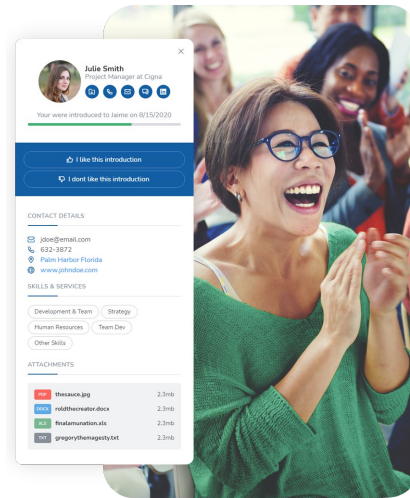 Julie Smith
Project Manager at Cigna
Your were introduced to Jaime on 8/15/2020
I like this introduction
I dont like this introduction
CONTACT DETAILS
jdoe@email.com
632-3872
Palm Harbor Florida
www.johndoe.com
SKILLS & SERVICES
Development & Team Strategy
Human Resources Team Dev
Other Skills
ATTACHMENTS
PDF thesauce.jpg 2.3mb
DOCX roldthecreator.docx 2.3mb
XLS finalamunation.xls 2.3mb
TXT gregorythemagesty.txt 2.3mb